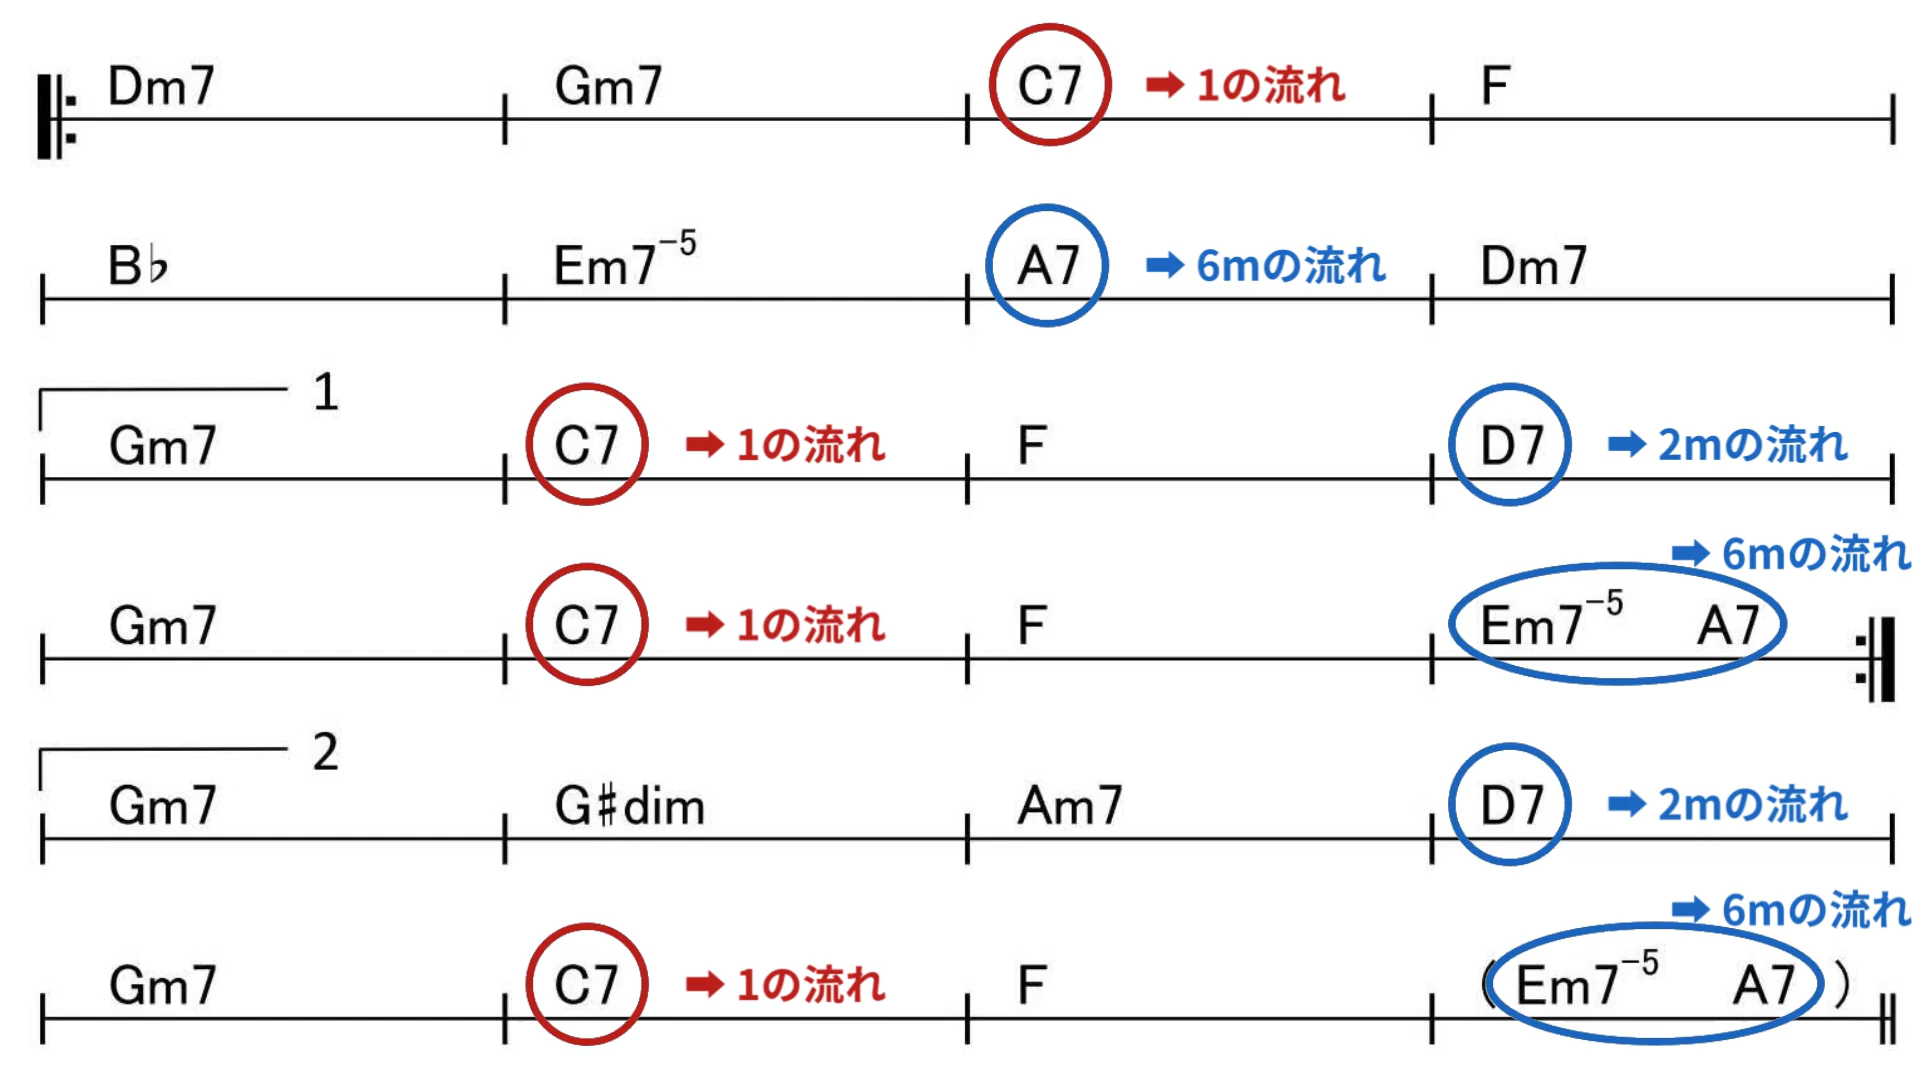 Dm7 Gm7 C7 ➡ 1の流れ F
B♭ Em7⁻⁵ A7 ➡ 6mの流れ Dm7
1
Gm7 C7 ➡ 1の流れ F D7 ➡ 2mの流れ
➡ 6mの流れ
Gm7 C7 ➡ 1の流れ F Em7⁻⁵ A7
2
Gm7 G♯dim Am7 D7 ➡ 2mの流れ
➡ 6mの流れ
Gm7 C7 ➡ 1の流れ F ( Em7⁻⁵ A7 )